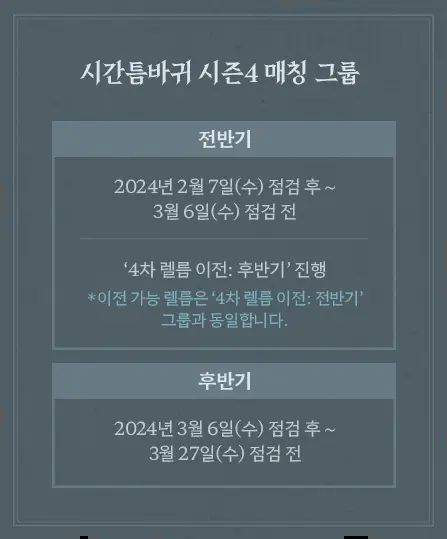 시간틈바귀 시즌4 매칭 그룹
전반기
2024년 2월 7일(수) 점검 후 ~
3월 6일(수) 점검 전
‘4차 렐름 이전: 후반기’ 진행
*이전 가능 렐름은 ‘4차 렐름 이전: 전반기’
그룹과 동일합니다.
후반기
2024년 3월 6일(수) 점검 후 ~
3월 27일(수) 점검 전